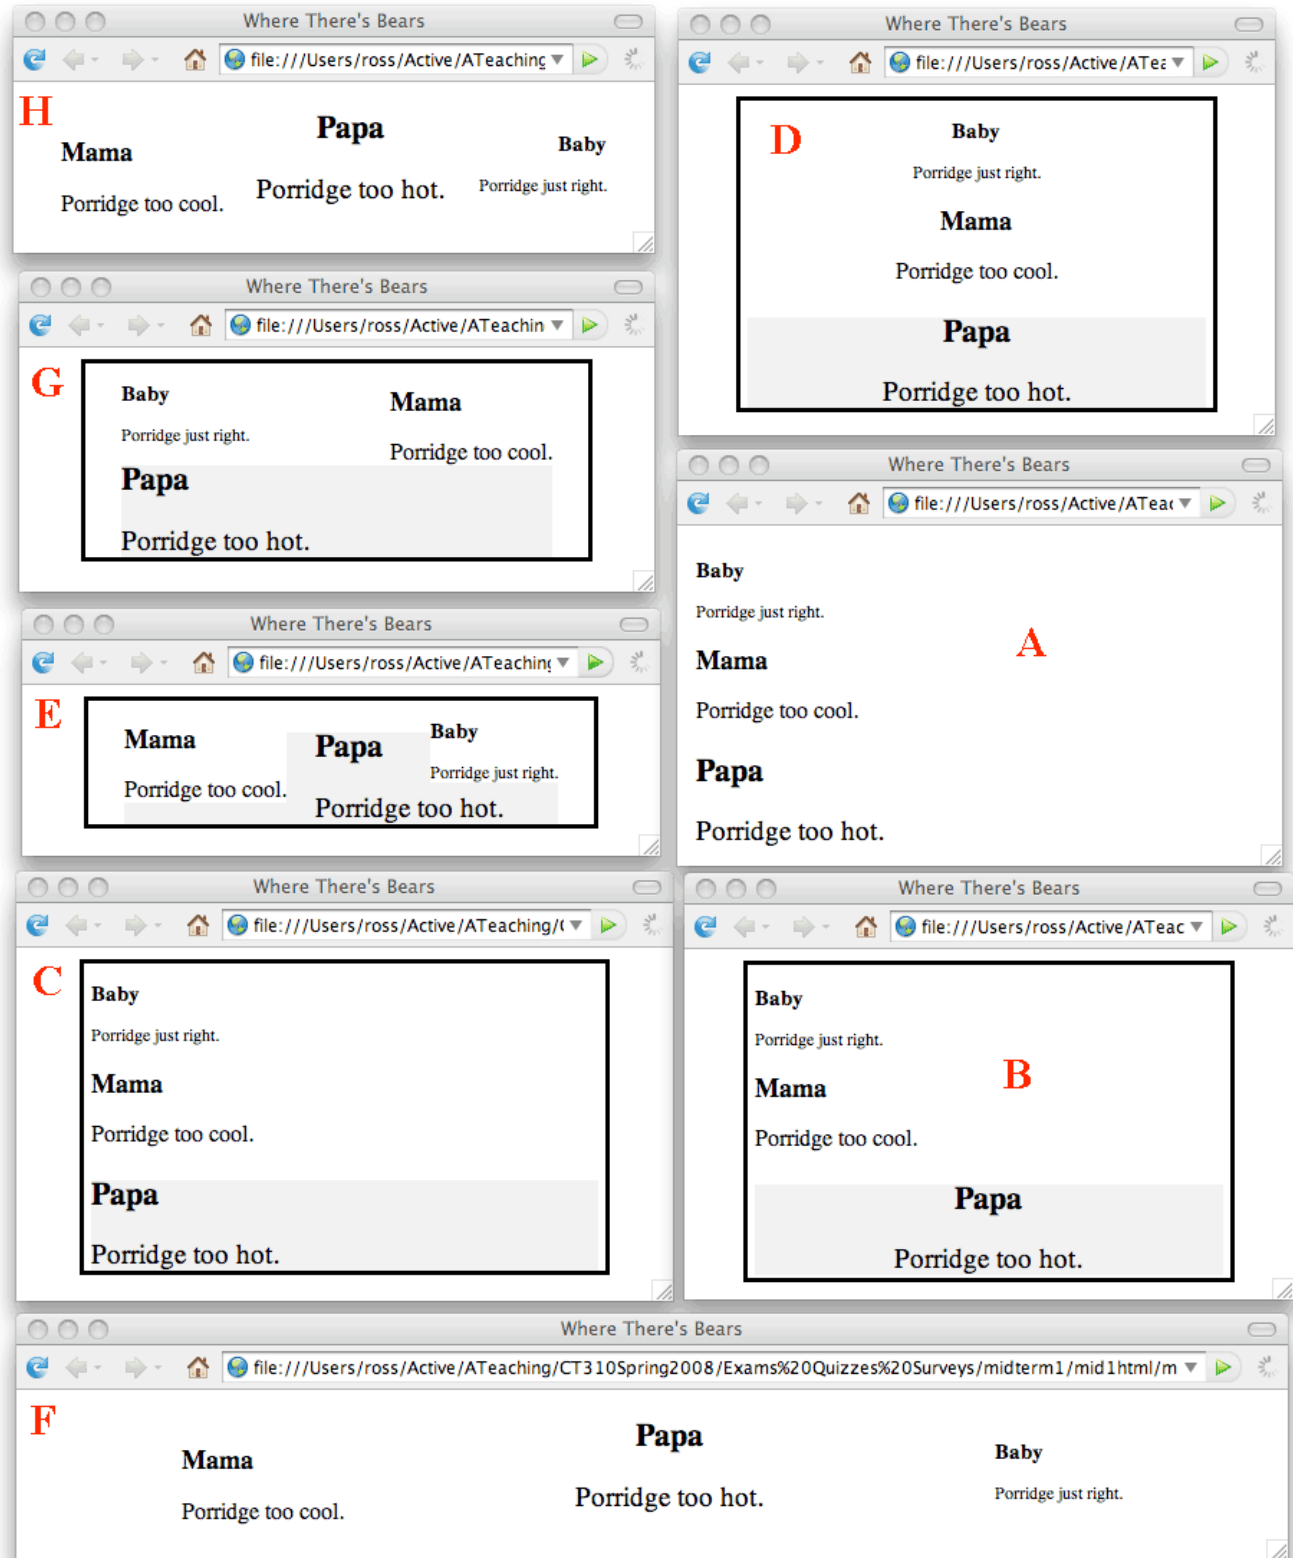 Where There's Bears
file:///Users/ross/Active/ATeaching
H
Papa
Mama
Baby
Porridge too hot.
Porridge just right.
Porridge too cool.
Where There's Bears
file:///Users/ross/Active/ATea
D
Baby
Porridge just right.
Mama
Porridge too cool.
Papa
Porridge too hot.
Where There's Bears
file:///Users/ross/Active/ATeachin
G
Baby
Mama
Porridge just right.
Porridge too cool.
Papa
Porridge too hot.
Where There's Bears
file:///Users/ross/Active/ATeac
A
Baby
Porridge just right.
Mama
Porridge too cool.
Papa
Porridge too hot.
Where There's Bears
file:///Users/ross/Active/ATeaching
E
Mama
Papa
Baby
Porridge just right.
Porridge too cool.
Porridge too hot.
Where There's Bears
file:///Users/ross/Active/ATeaching/(
C
Baby
Porridge just right.
Mama
Porridge too cool.
Papa
Porridge too hot.
Where There's Bears
file:///Users/ross/Active/ATeac
B
Baby
Porridge just right.
Mama
Porridge too cool.
Papa
Porridge too hot.
Where There's Bears
file:///Users/ross/Active/ATeaching/CT310Spring2008/Exams%20Quizzes%20Surveys/midterm1/mid1html/m
F
Papa
Mama
Baby
Porridge too hot.
Porridge just right.
Porridge too cool.